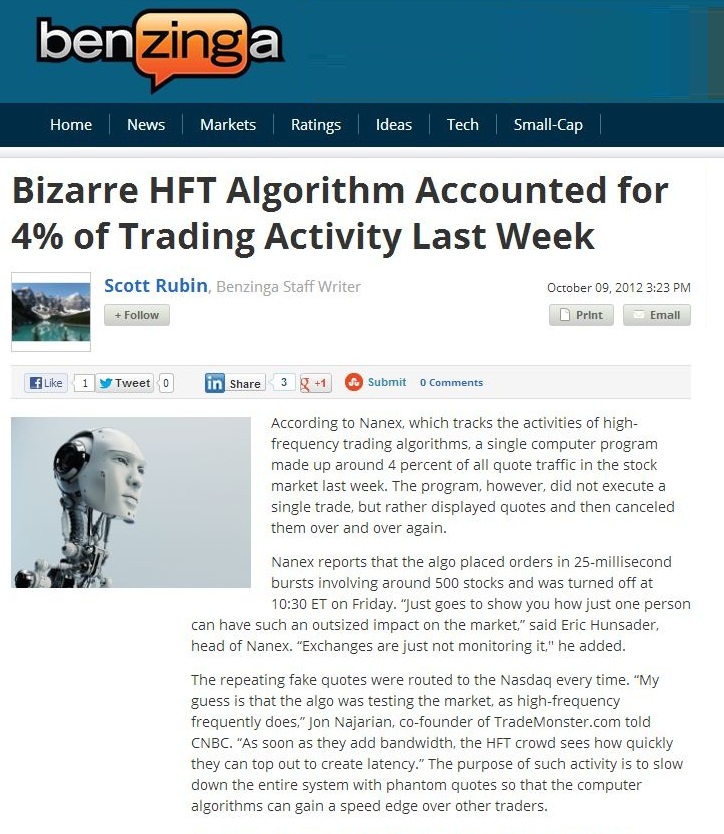 benzinga
Home News Markets Ratings Ideas Tech Small-Cap
Bizarre HFT Algorithm Accounted for
4% of Trading Activity Last Week
Scott Rubin, Benzinga Staff Writer
October 09, 2012 3:23 PM
+ Follow
Print Email
Like 1 Tweet 0 in Share 3 g +1 Submit 0 Comments
According to Nanex, which tracks the activities of high-
frequency trading algorithms, a single computer program
made up around 4 percent of all quote traffic in the stock
market last week. The program, however, did not execute a
single trade, but rather displayed quotes and then canceled
them over and over again.
Nanex reports that the algo placed orders in 25-millisecond
bursts involving around 500 stocks and was turned off at
10:30 ET on Friday. “Just goes to show you how just one person
can have such an outsized impact on the market,” said Eric Hunsader,
head of Nanex. “Exchanges are just not monitoring it," he added.
The repeating fake quotes were routed to the Nasdaq every time. “My
guess is that the algo was testing the market, as high-frequency
frequently does,” Jon Najarian, co-founder of TradeMonster.com told
CNBC. “As soon as they add bandwidth, the HFT crowd sees how quickly
they can top out to create latency.” The purpose of such activity is to slow
down the entire system with phantom quotes so that the computer
algorithms can gain a speed edge over other traders.